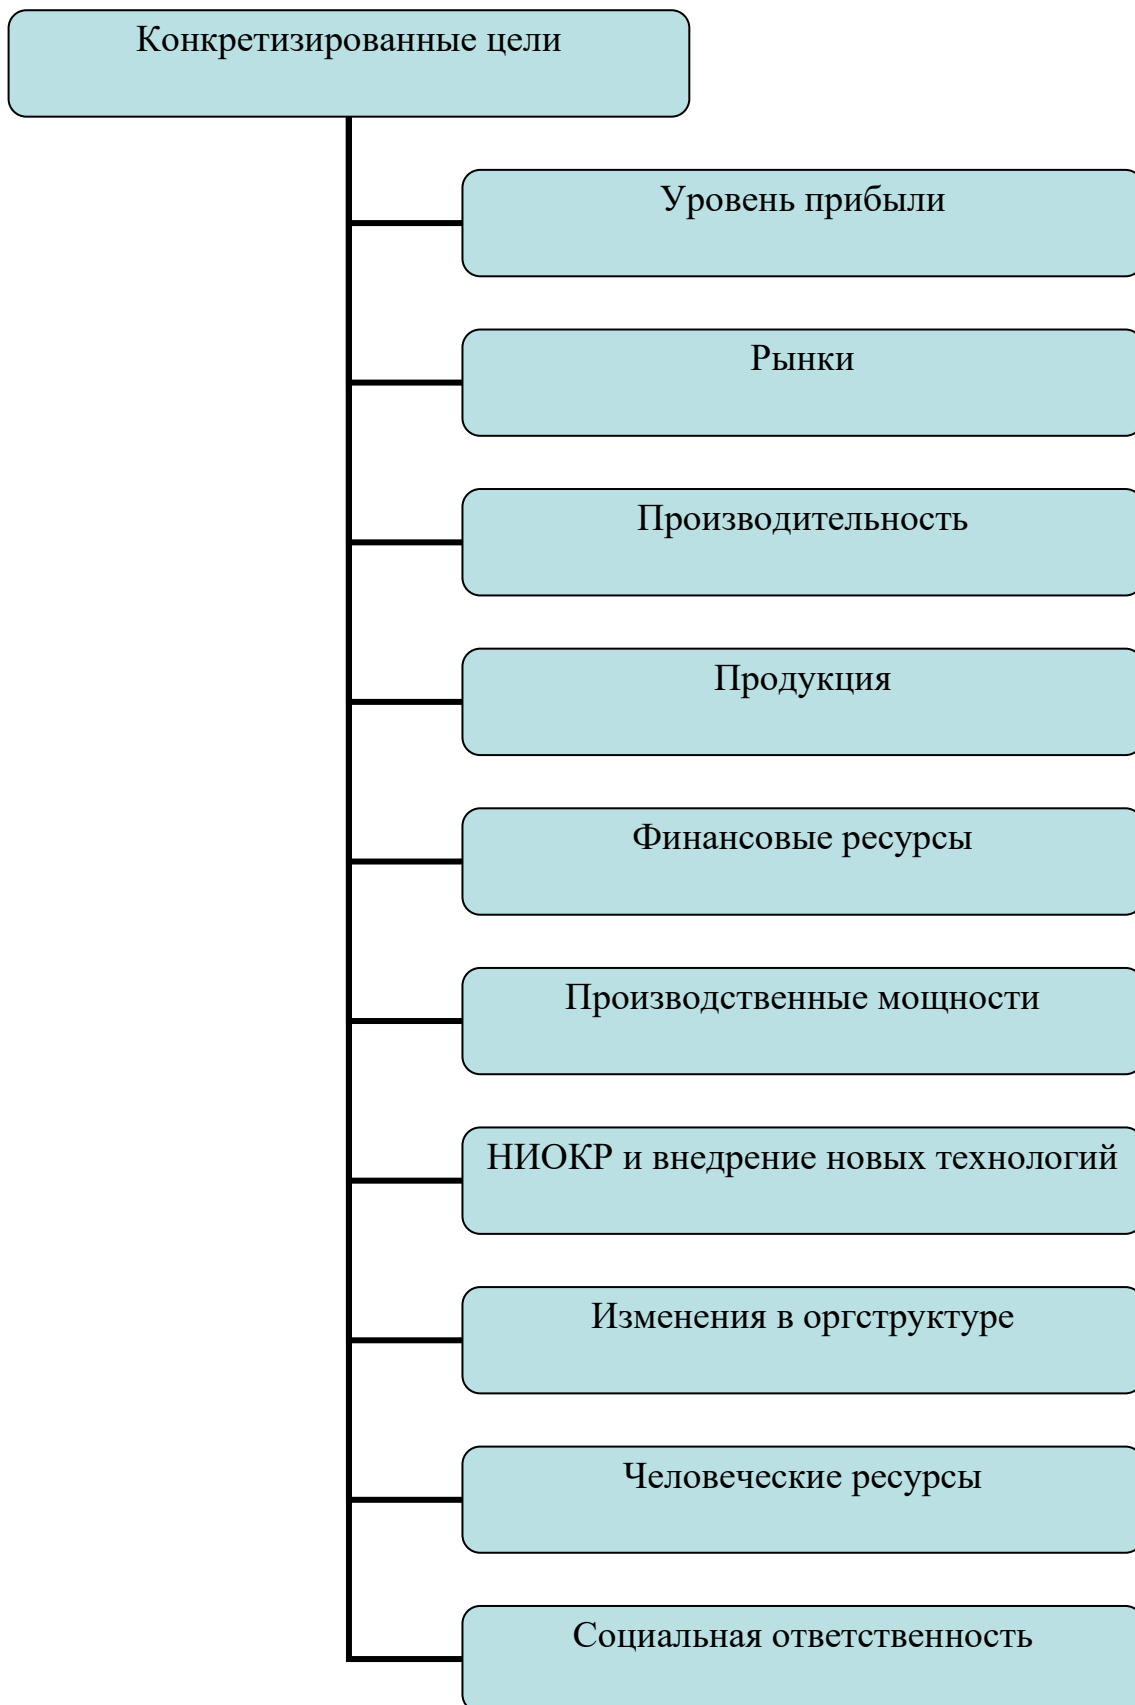 Конкретизированные цели
Уровень прибыли
Рынки
Производительность
Продукция
Финансовые ресурсы
Производственные мощности
НИОКР и внедрение новых технологий
Изменения в оргструктуре
Человеческие ресурсы
Социальная ответственность